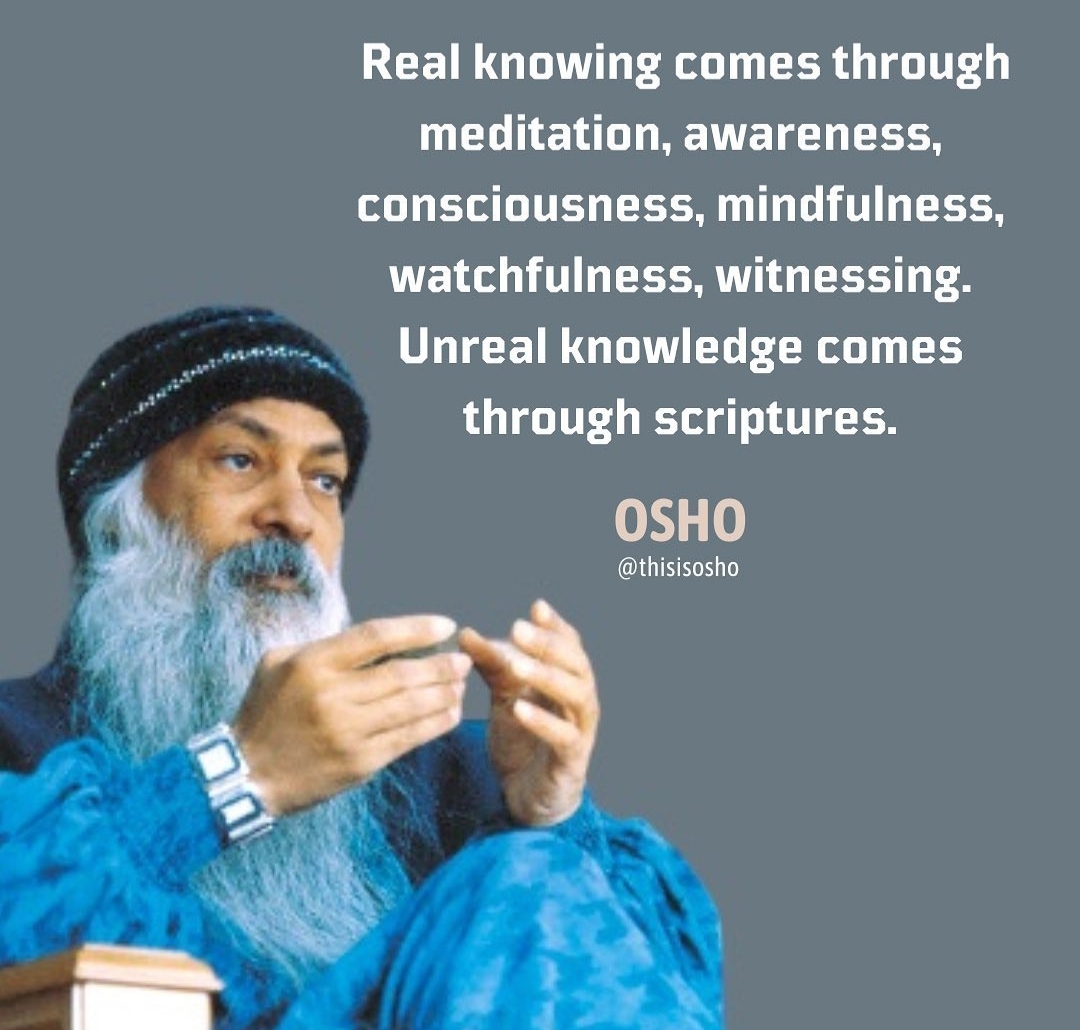 Real knowing comes through
meditation, awareness,
consciousness, mindfulness,
watchfulness, witnessing.
Unreal knowledge comes
through scriptures.
OSHO
@thisisosho